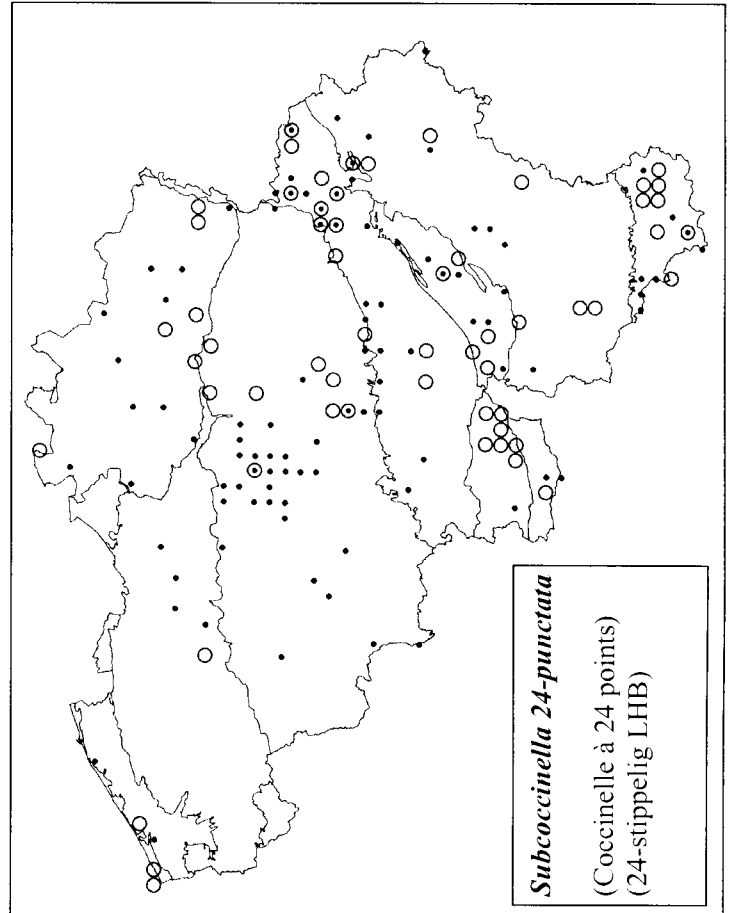 Subcoccinella 24-punctata
(Coccinelle à 24 points)
(24-stippelig LHB)